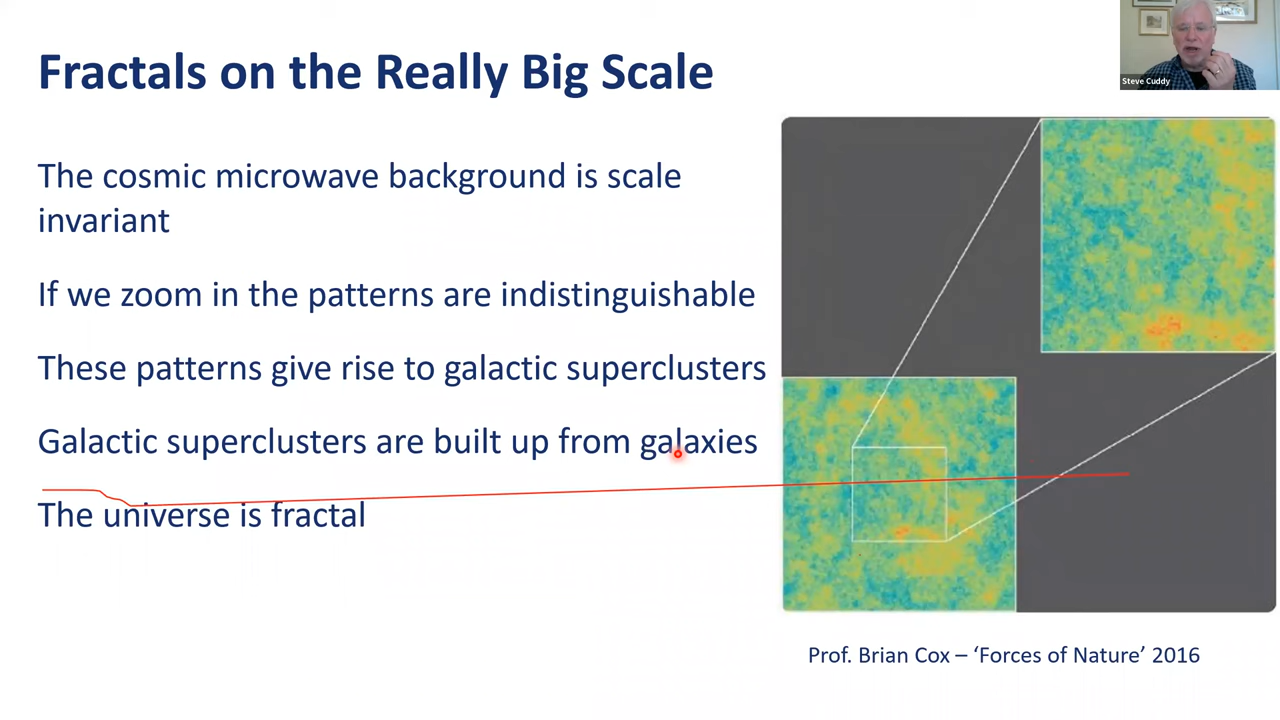 Fractals on the Really Big Scale
Steve Cuddy
The cosmic microwave background is scale
invariant
If we zoom in the patterns are indistinguishable
These patterns give rise to galactic superclusters
Galactic superclusters are built up from galaxies
The universe is fractal
Prof. Brian Cox – ‘Forces of Nature’ 2016